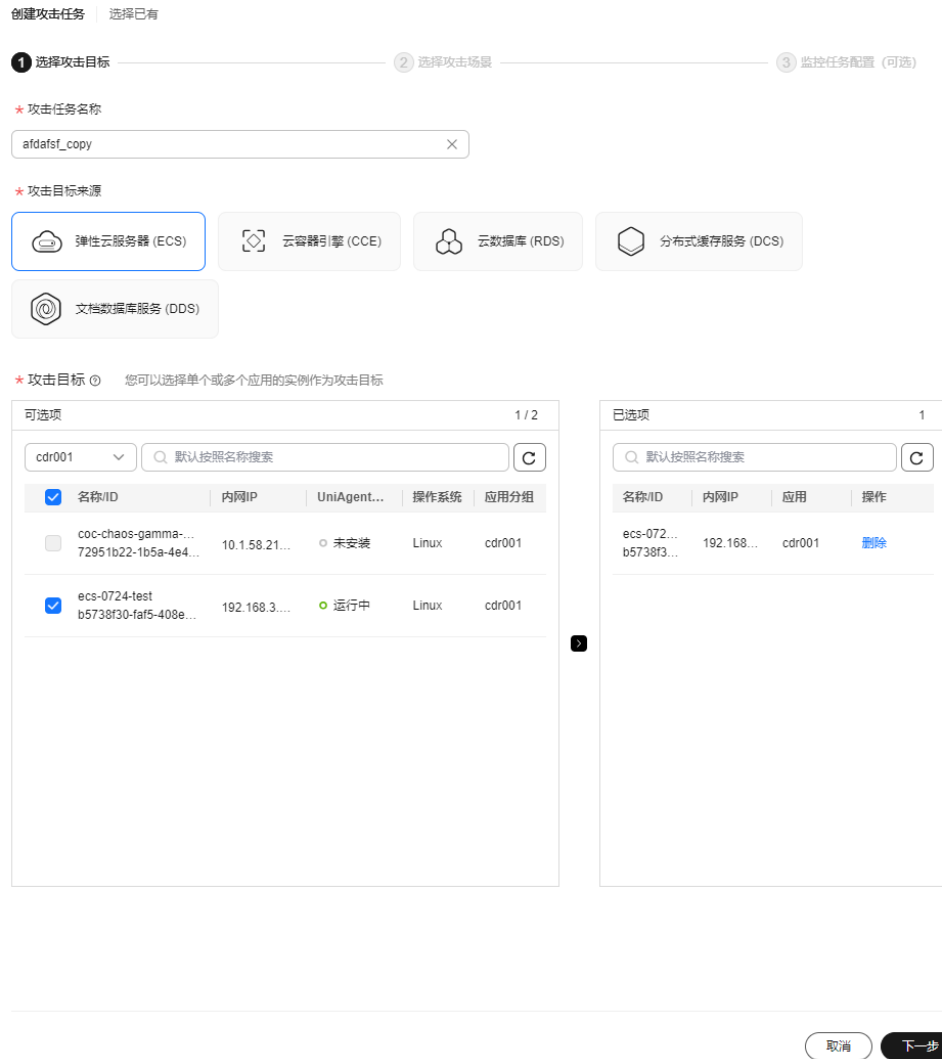 创建攻击任务 选择已有
1 选择攻击目标 2 选择攻击场景 3 监控任务配置（可选）
* 攻击任务名称
afdafsf_copy
* 攻击目标来源
弹性云服务器 (ECS) 云容器引擎 (CCE) 云数据库 (RDS) 分布式缓存服务 (DCS)
文档数据库服务 (DDS)
* 攻击目标 您可以选择单个或多个应用的实例作为攻击目标
可选项 1 / 2 已选项 1
cdr001 默认按照名称搜索 默认按照名称搜索
名称/ID 内网IP UniAgent... 操作系统 应用分组 名称/ID 内网IP 应用 操作
coc-chaos-gamma-... 10.1.58.21... 未安装 Linux cdr001 ecs-072... 192.168... cdr001 删除
72951b22-1b5a-4e4... b5738f3...
ecs-0724-test 192.168.3.... 运行中 Linux cdr001
b5738f30-faf5-408e...
取消 下一步